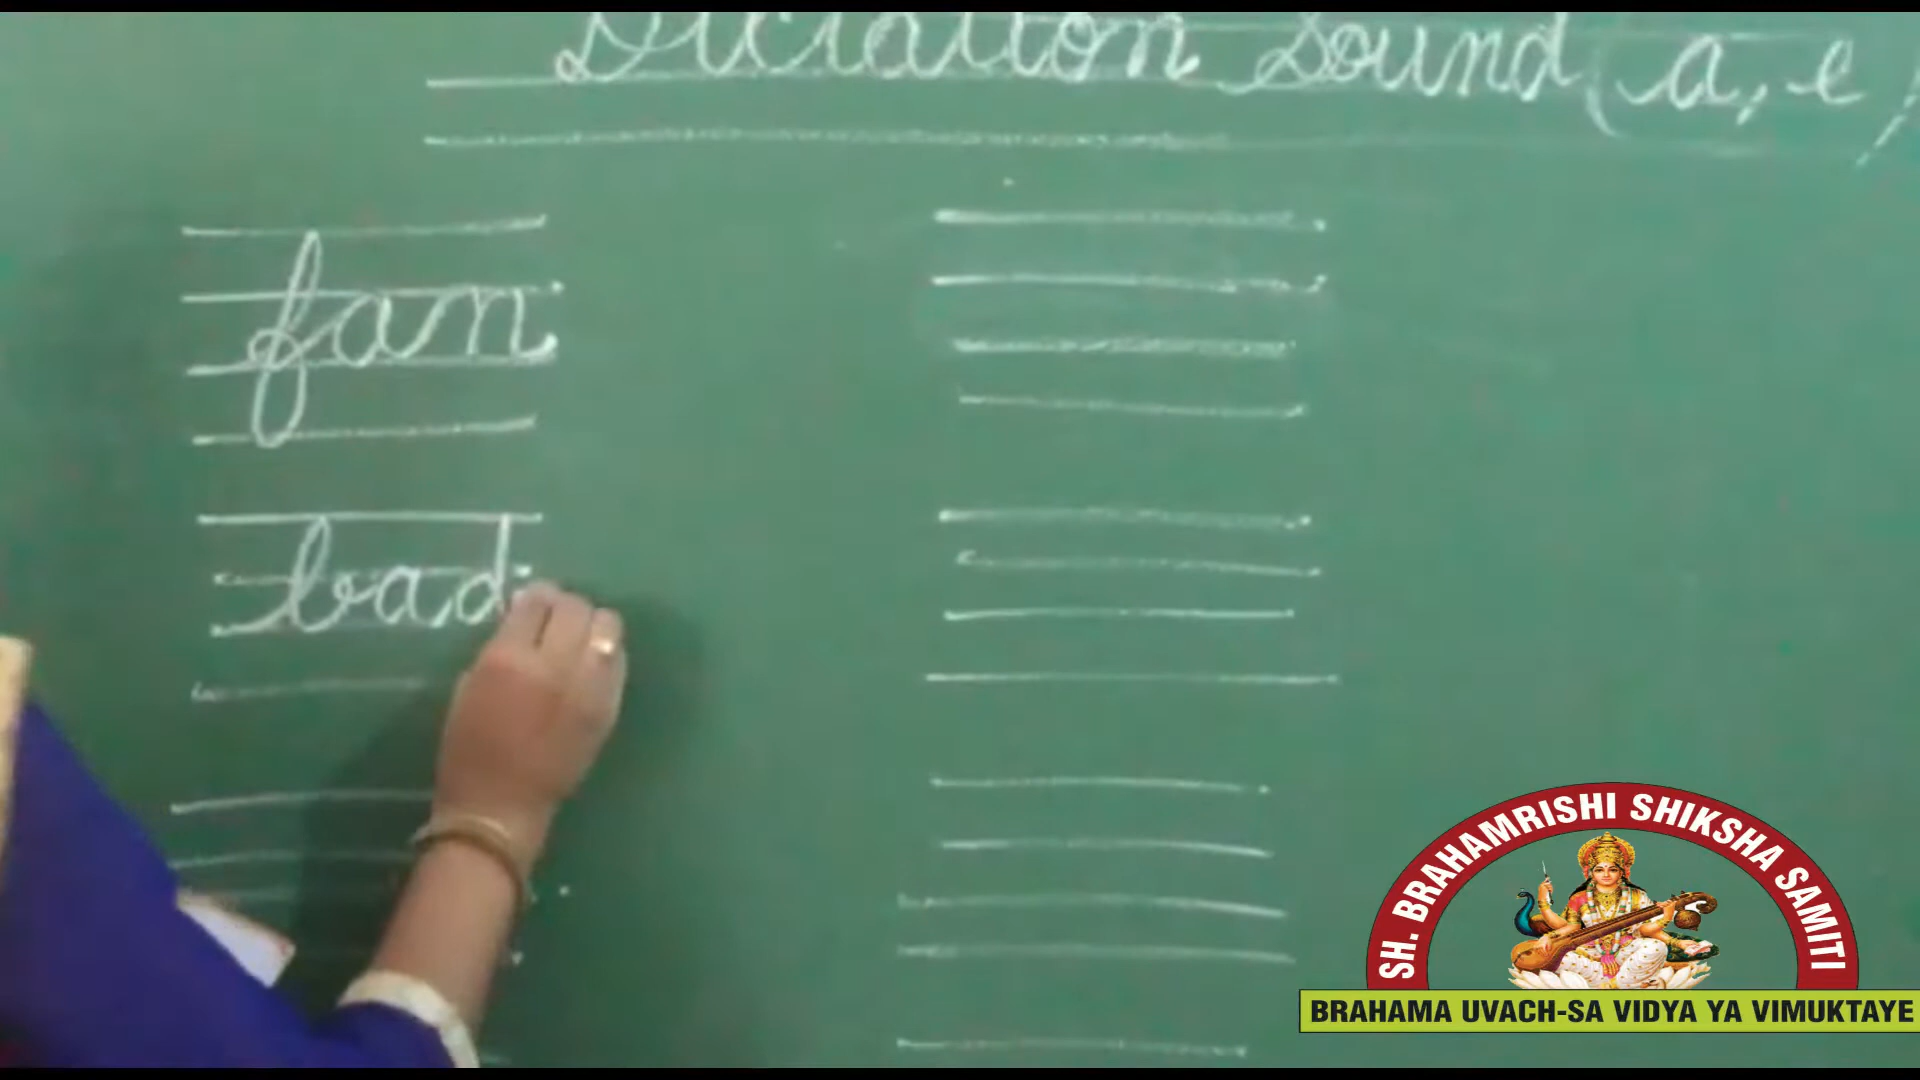 Dictation Sound (a, e)
fan
bad
SH. BRAHAMRISHI SHIKSHA SAMITI
BRAHAMA UVACH-SA VIDYA YA VIMUKTAYE